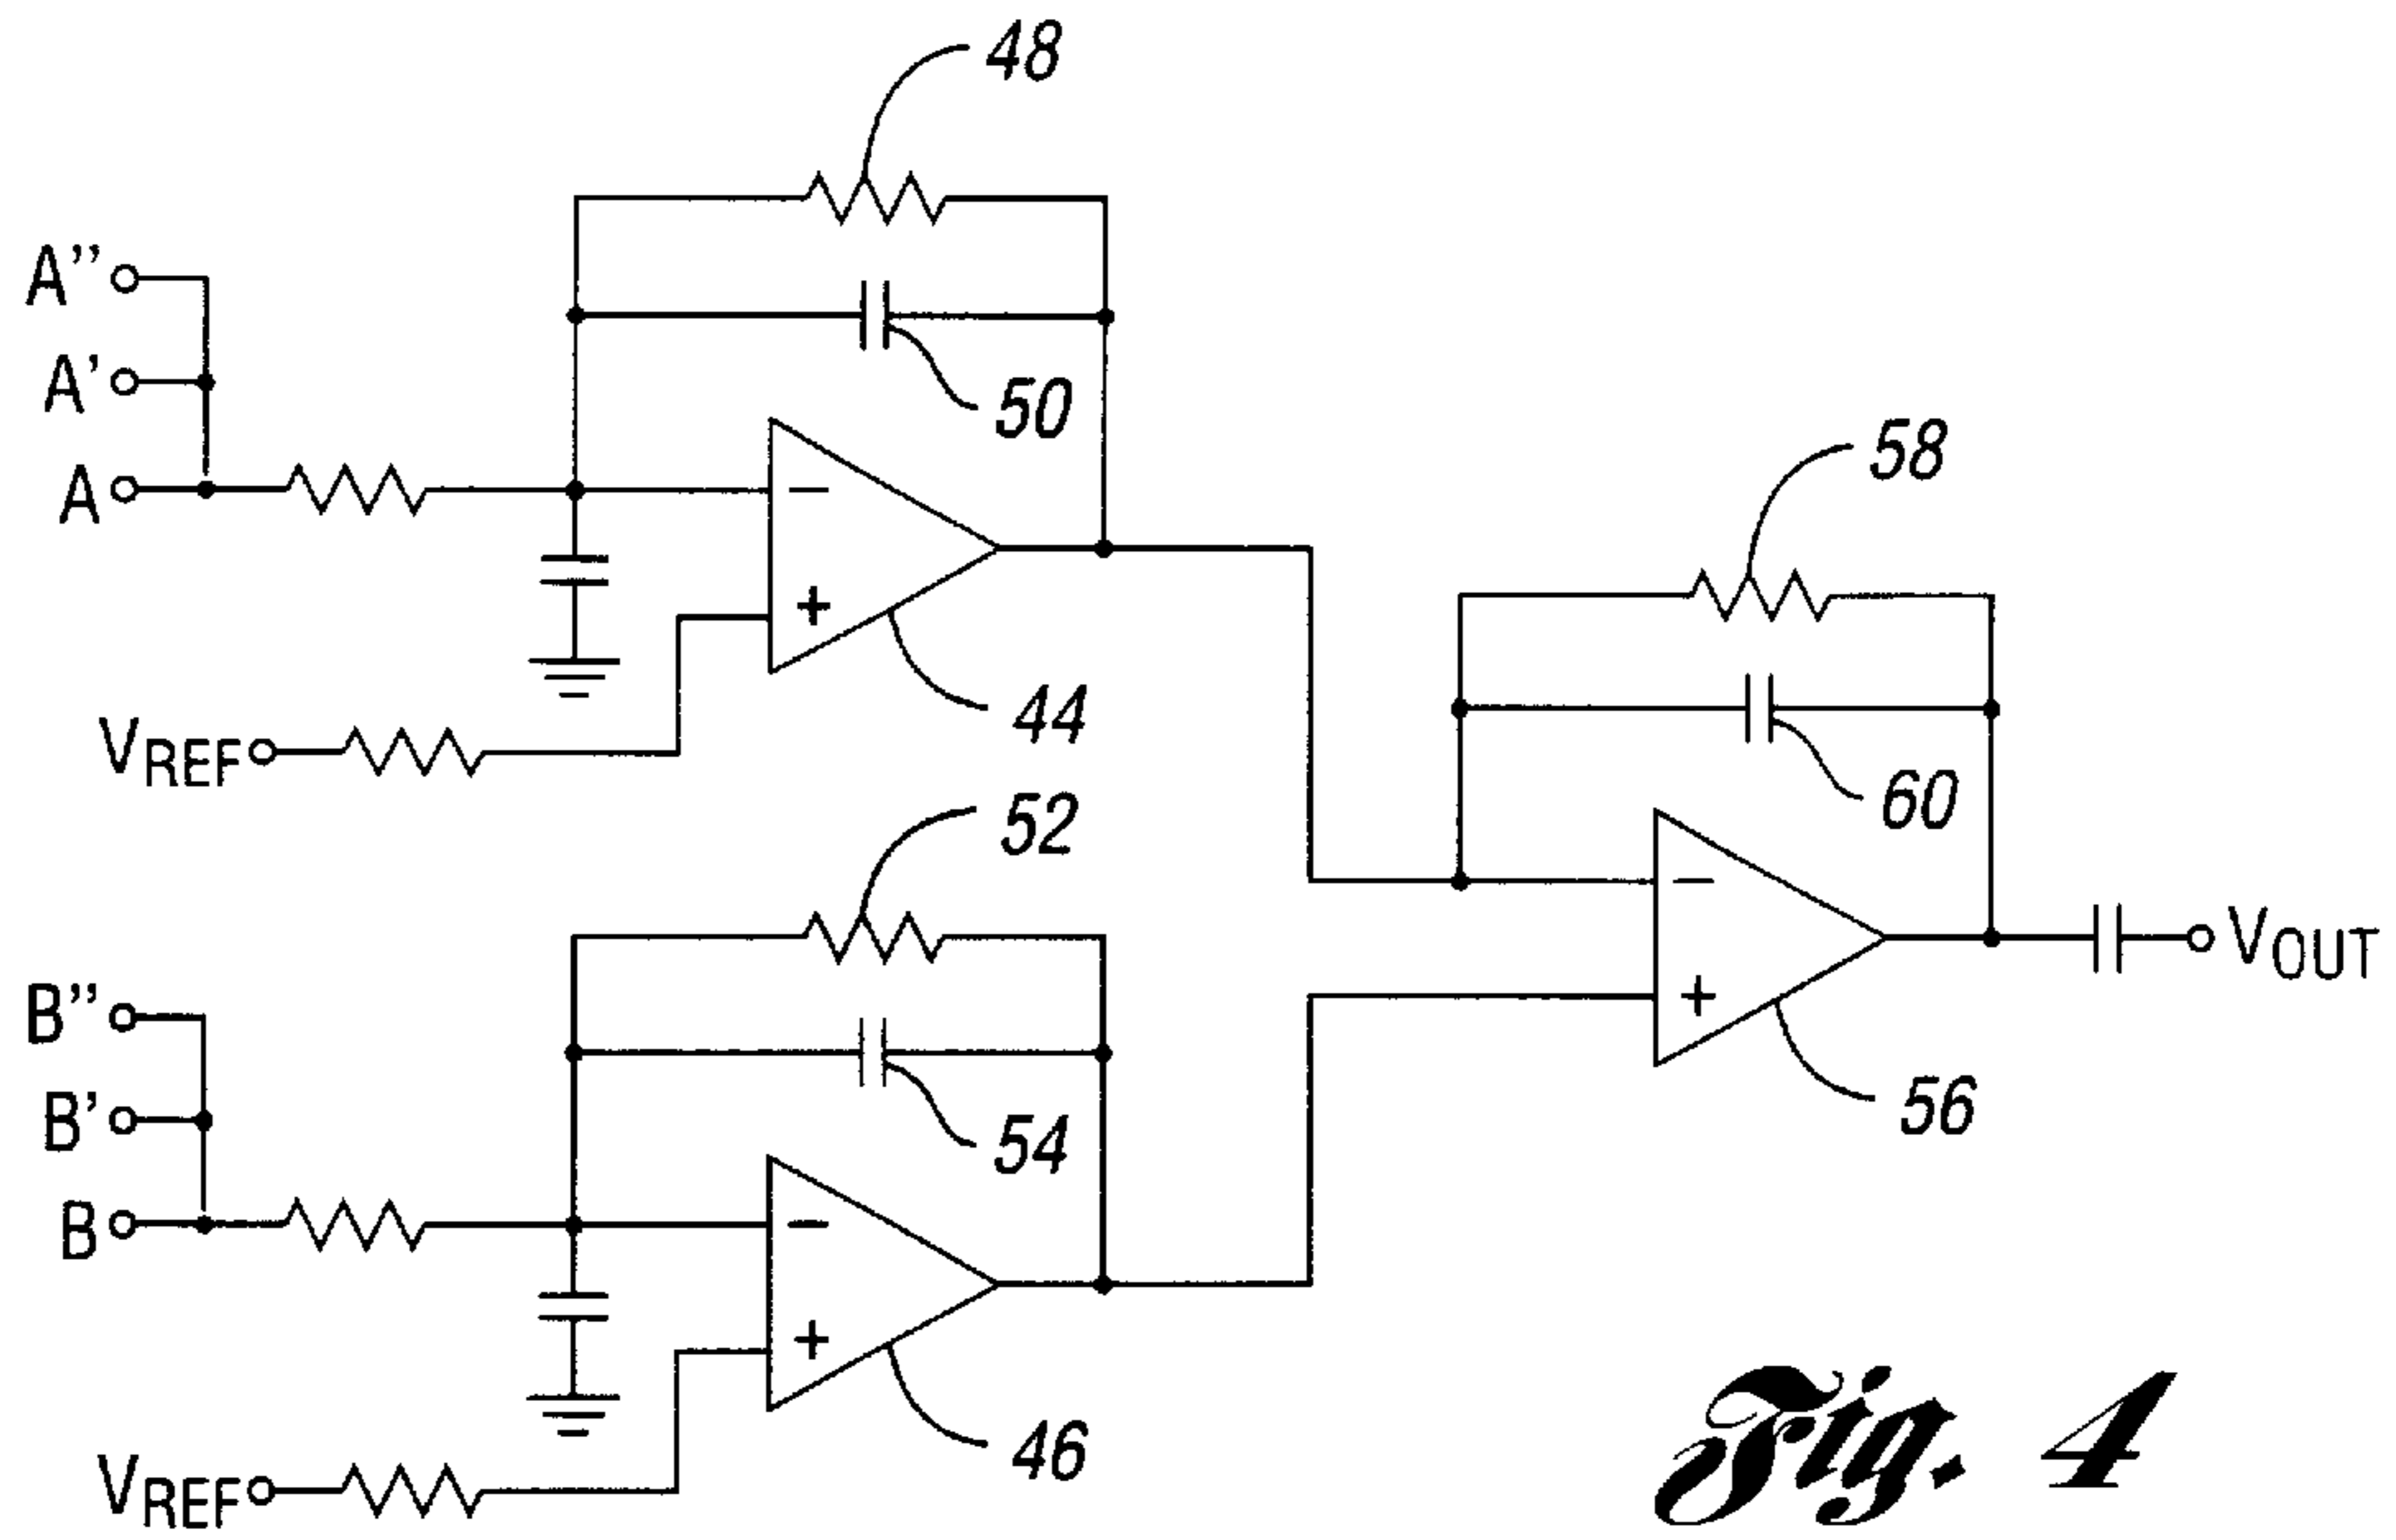 48
A”
50
A’
58
A
−
+
44
VREF
60
52
−
VOUT
B”
+
54
B’
56
B
−
+
46
VREF
Fig. 4